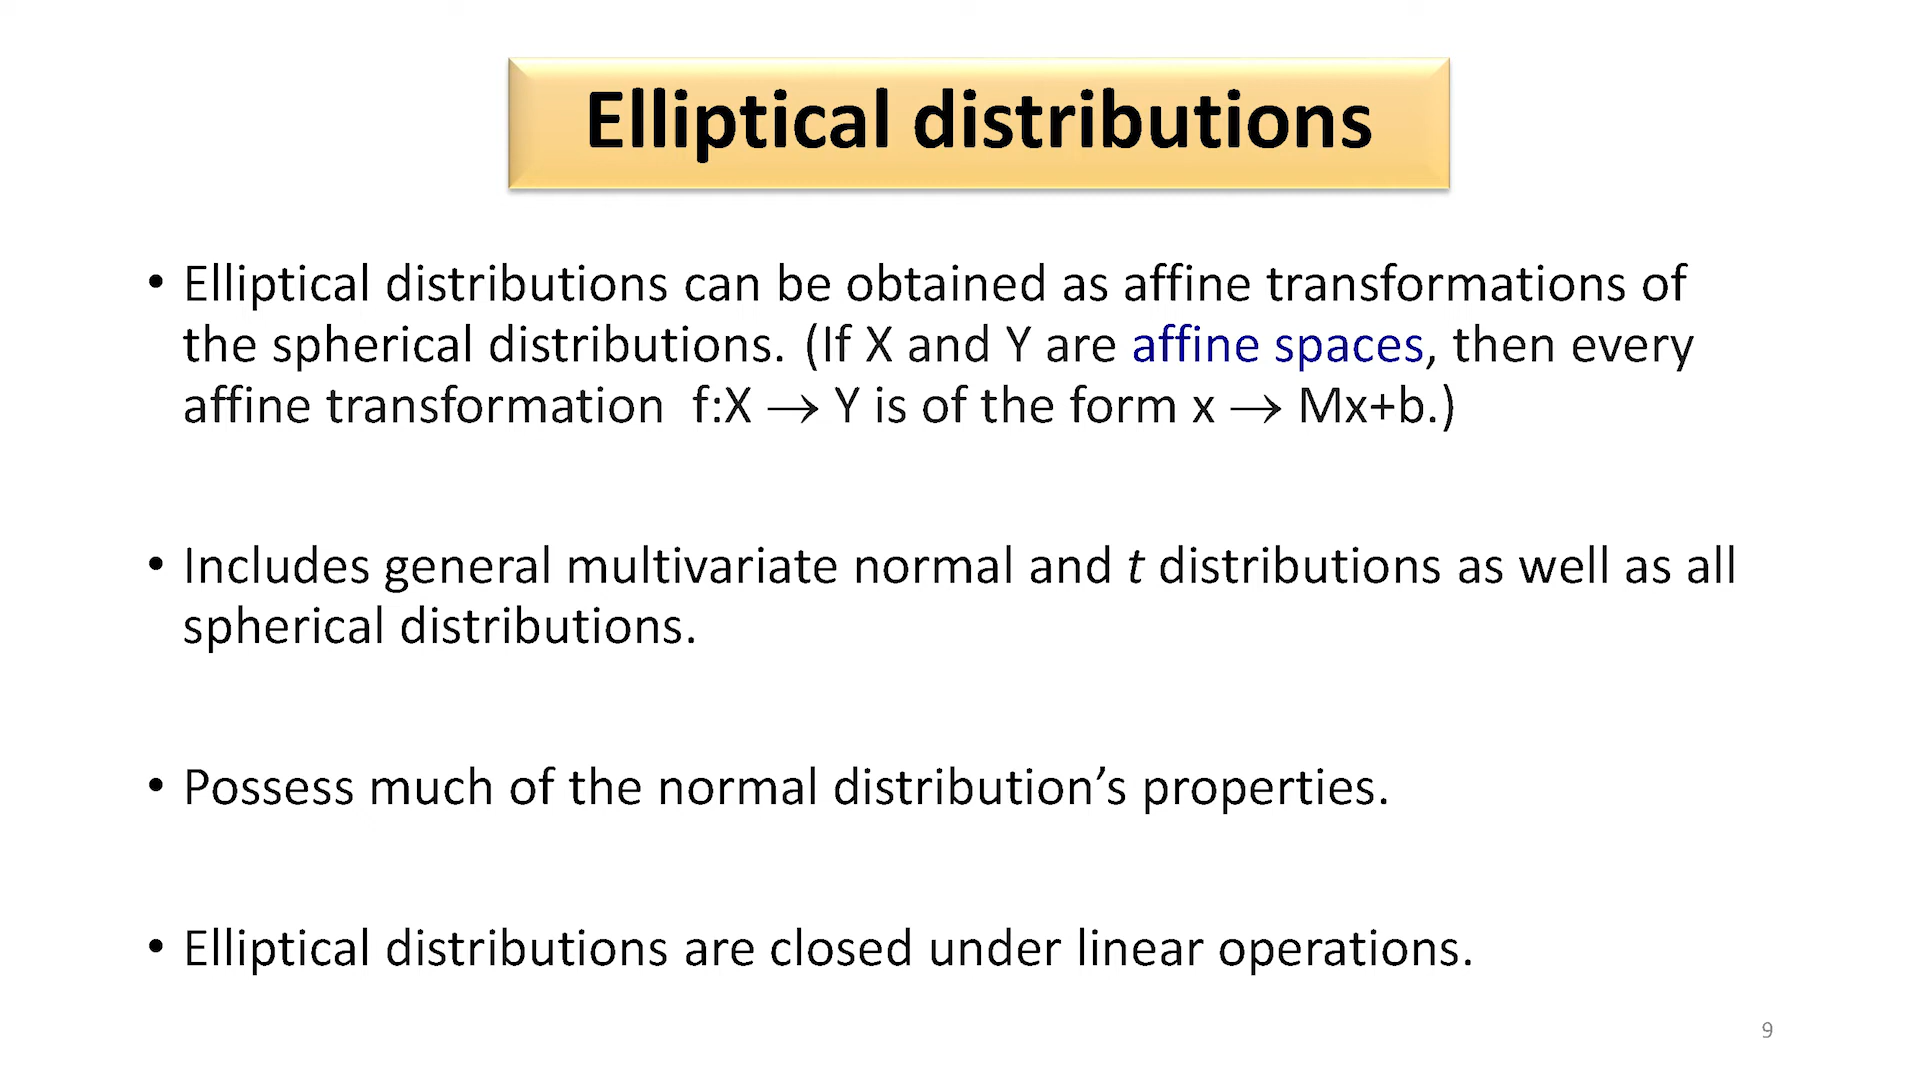 Elliptical distributions
• Elliptical distributions can be obtained as affine transformations of
the spherical distributions. (If X and Y are affine spaces, then every
affine transformation f:X → Y is of the form x → Mx+b.)
• Includes general multivariate normal and t distributions as well as all
spherical distributions.
• Possess much of the normal distribution’s properties.
• Elliptical distributions are closed under linear operations.
9